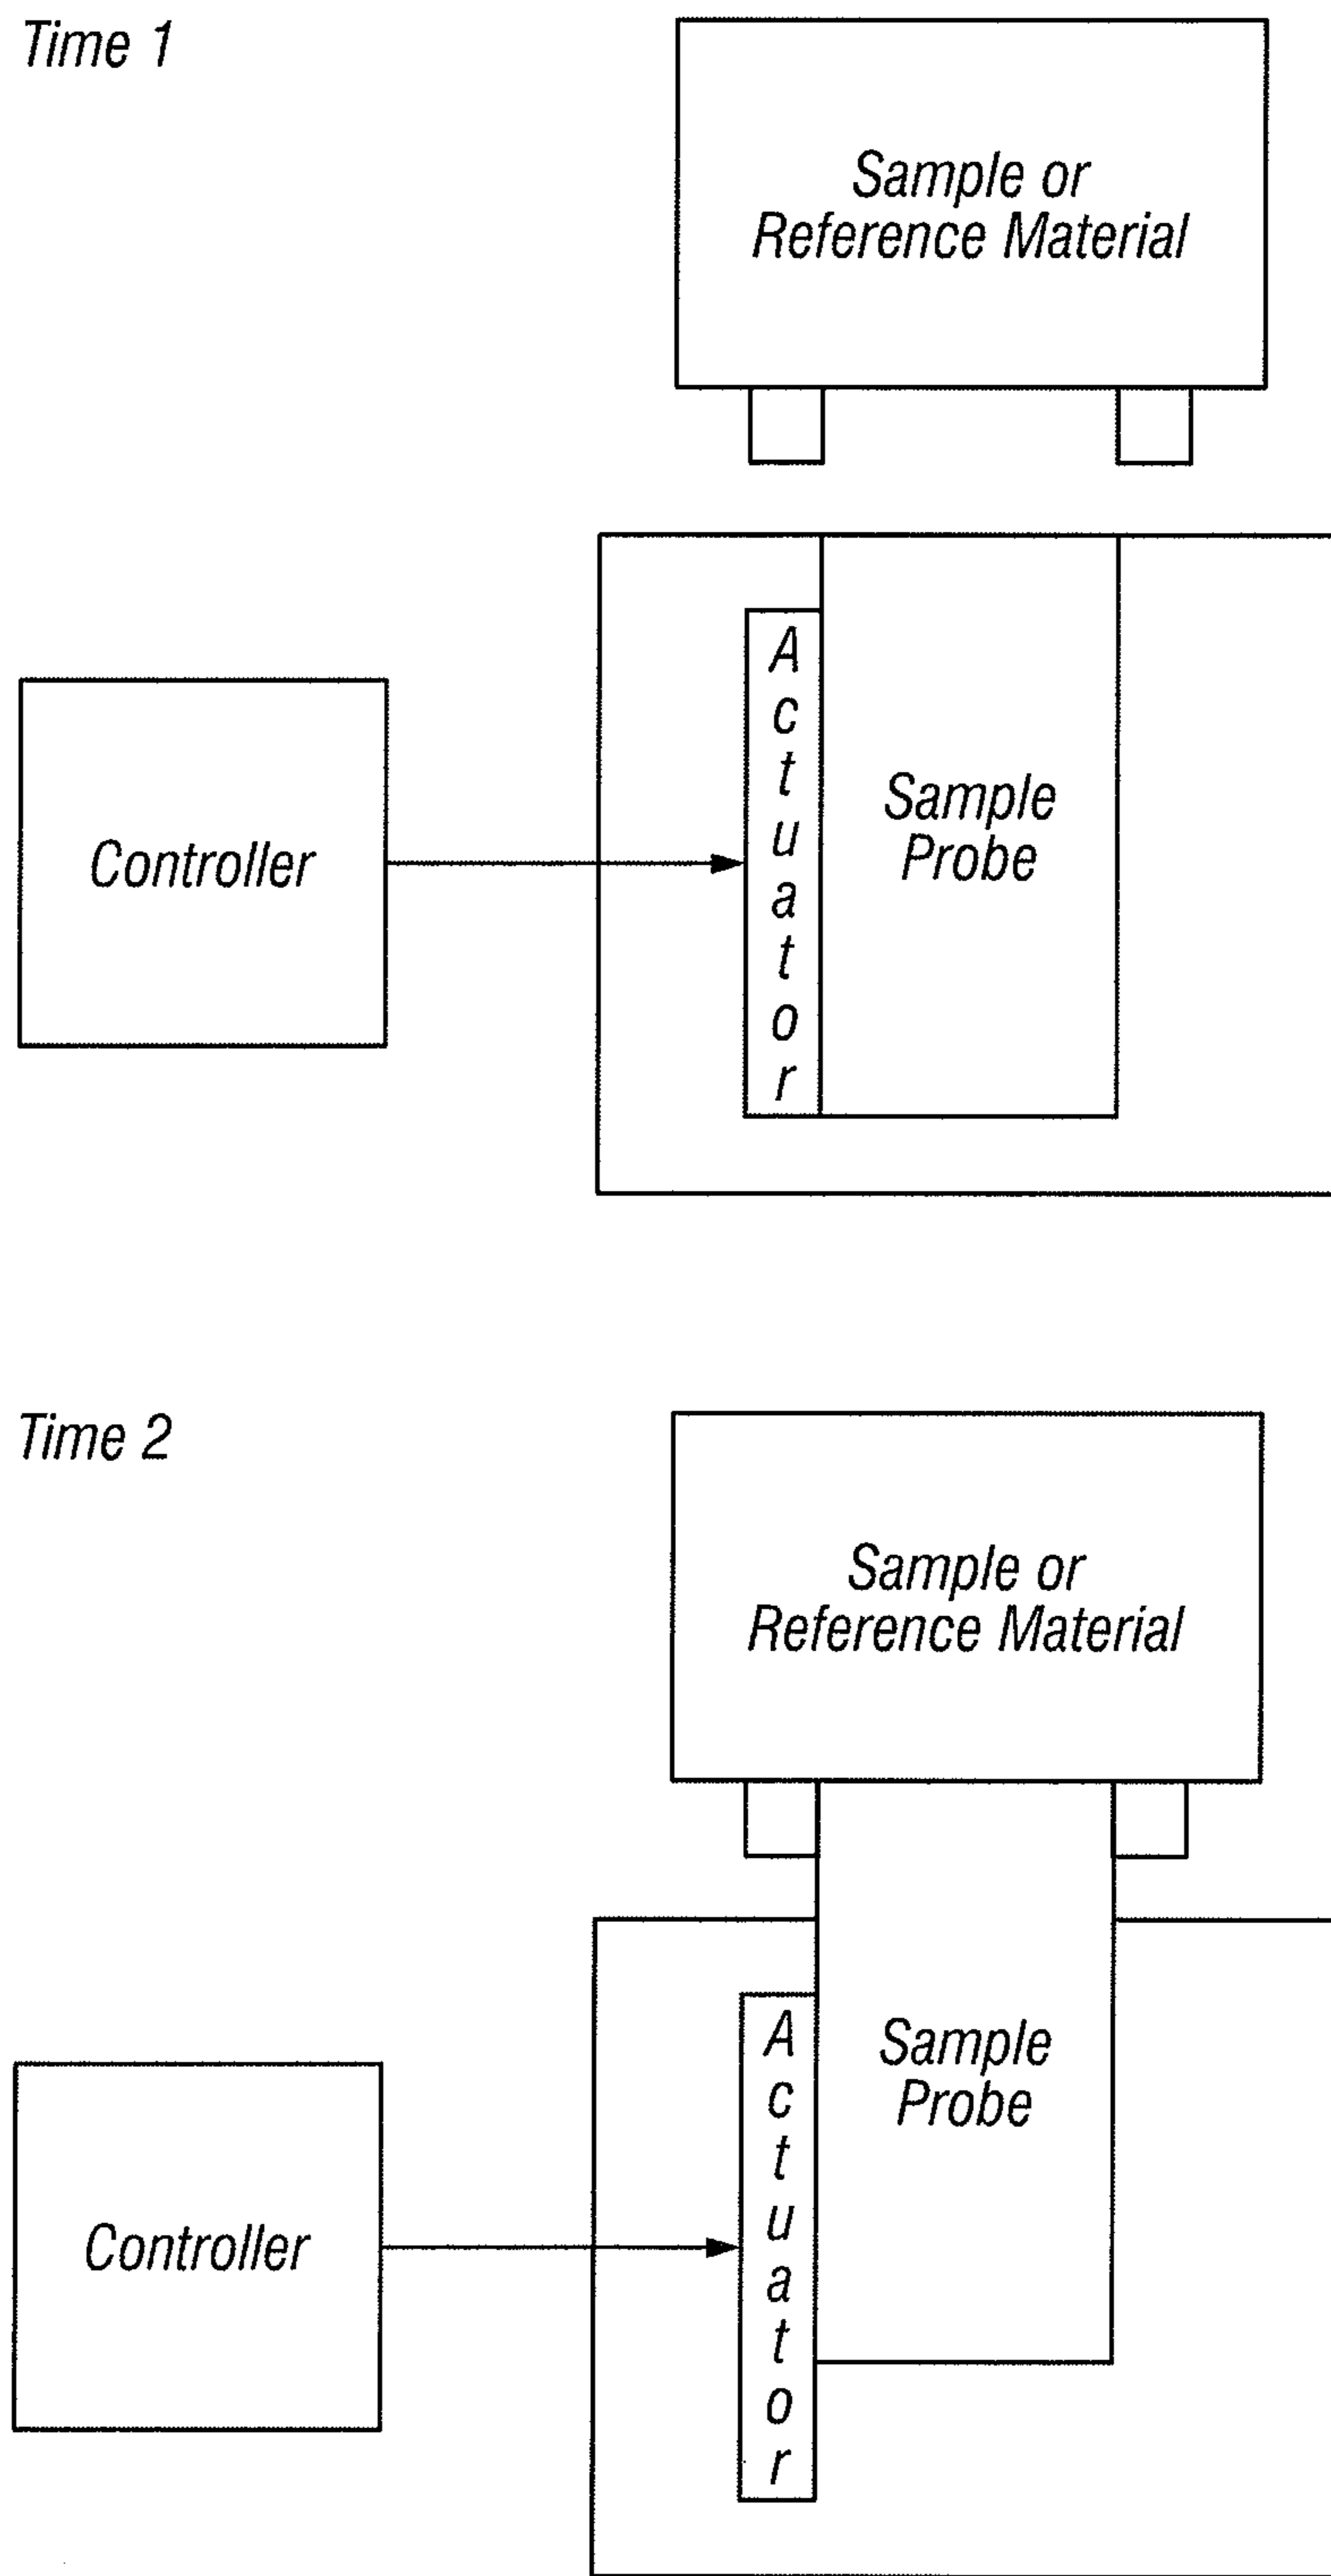 Time 1
Sample or
Reference Material
Actuator
Sample
Probe
Controller
Time 2
Sample or
Reference Material
Actuator
Sample
Probe
Controller